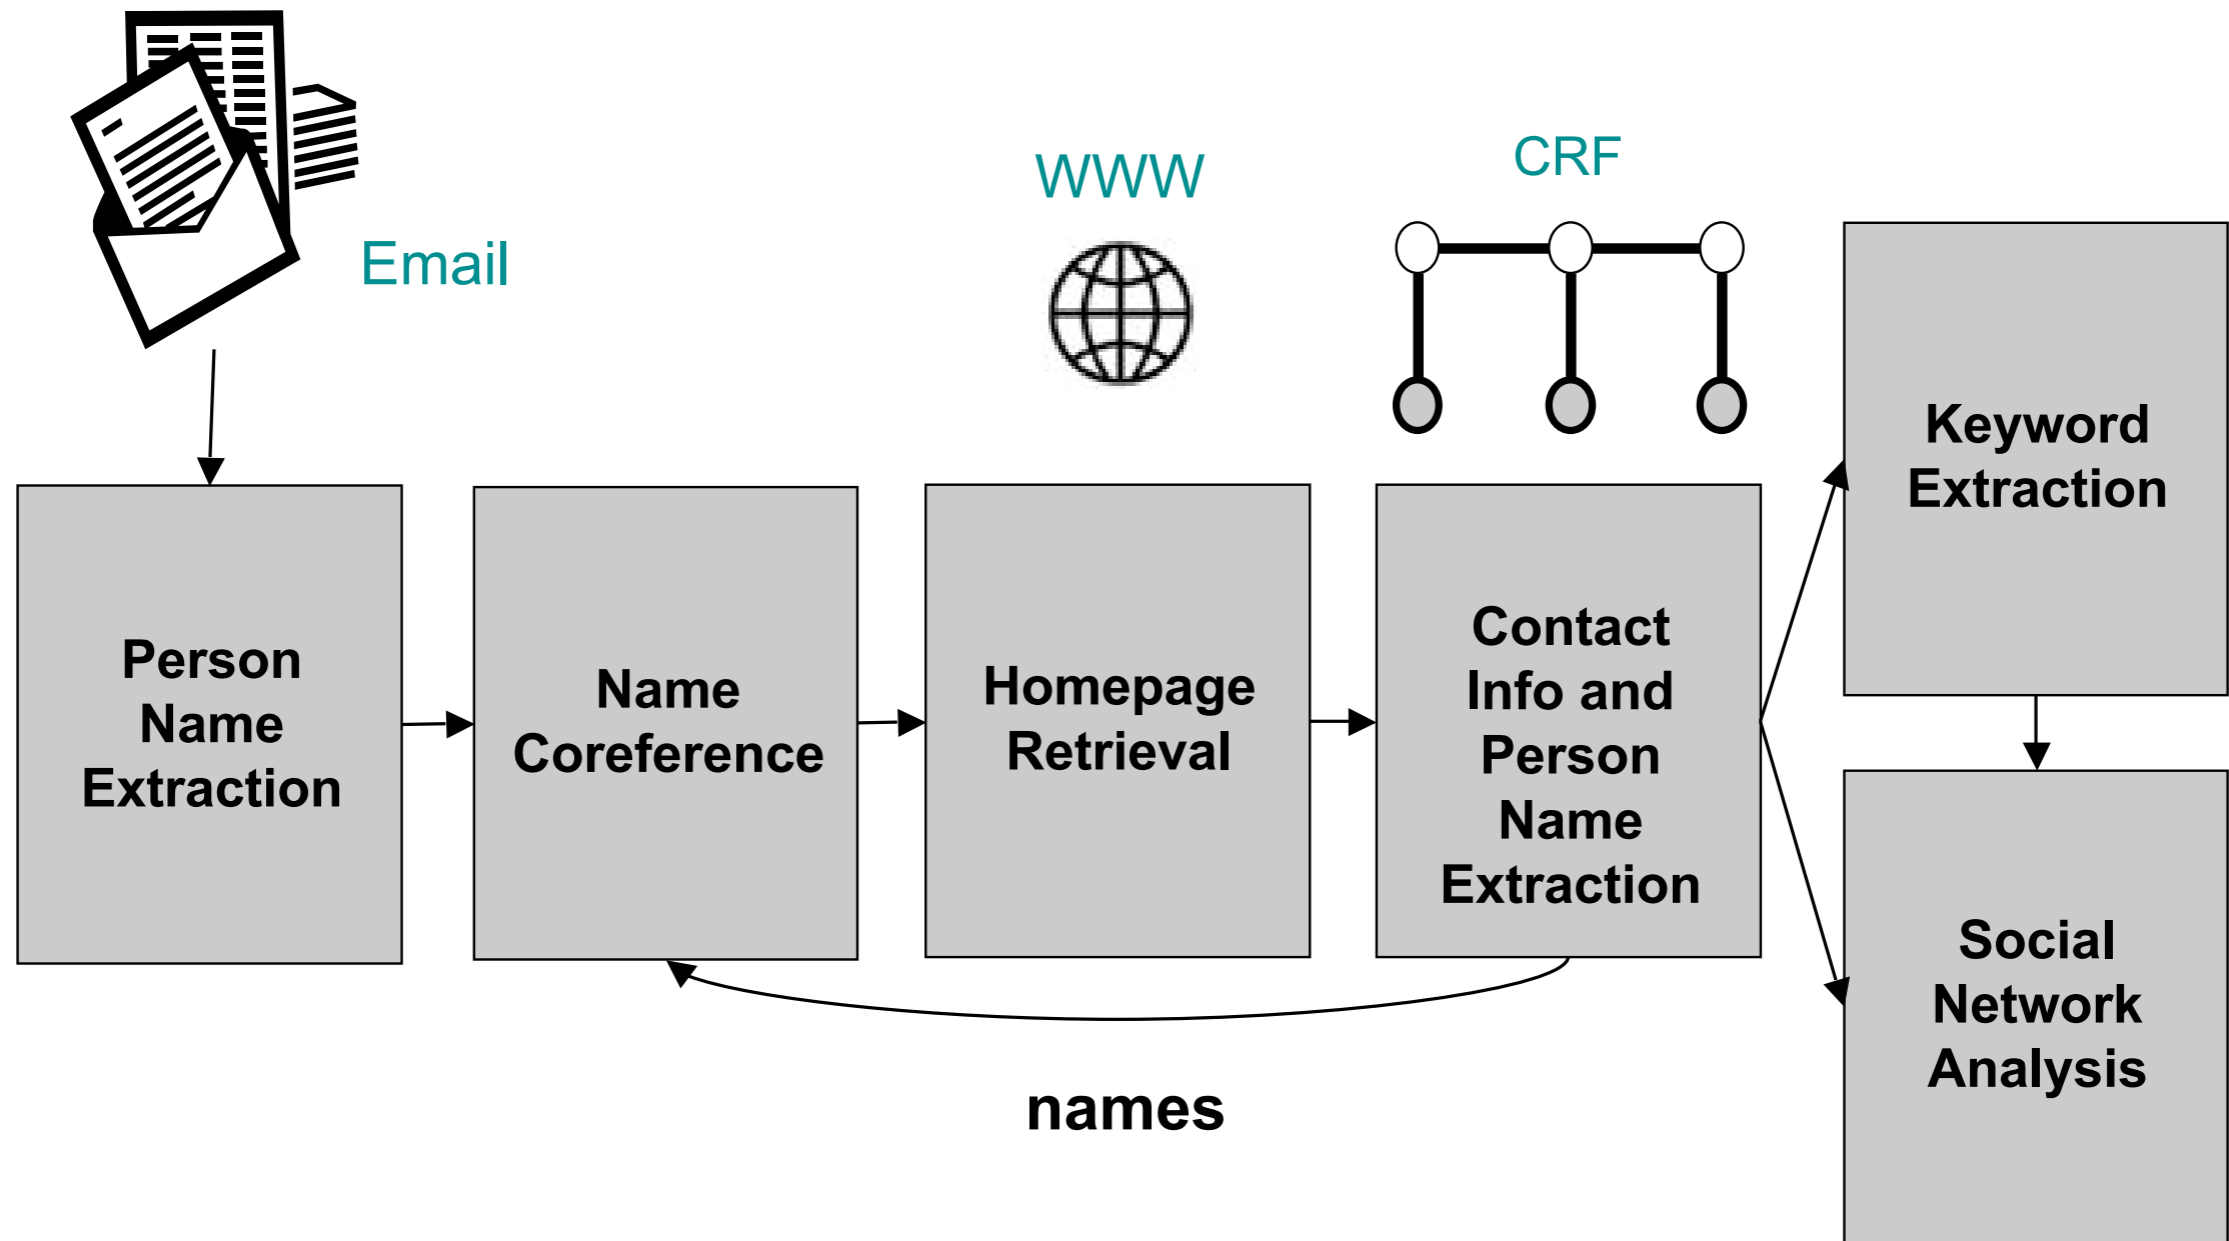 Email
WWW
CRF
Person
Name
Extraction
Name
Coreference
Homepage
Retrieval
Contact
Info and
Person
Name
Extraction
Keyword
Extraction
Social
Network
Analysis
names